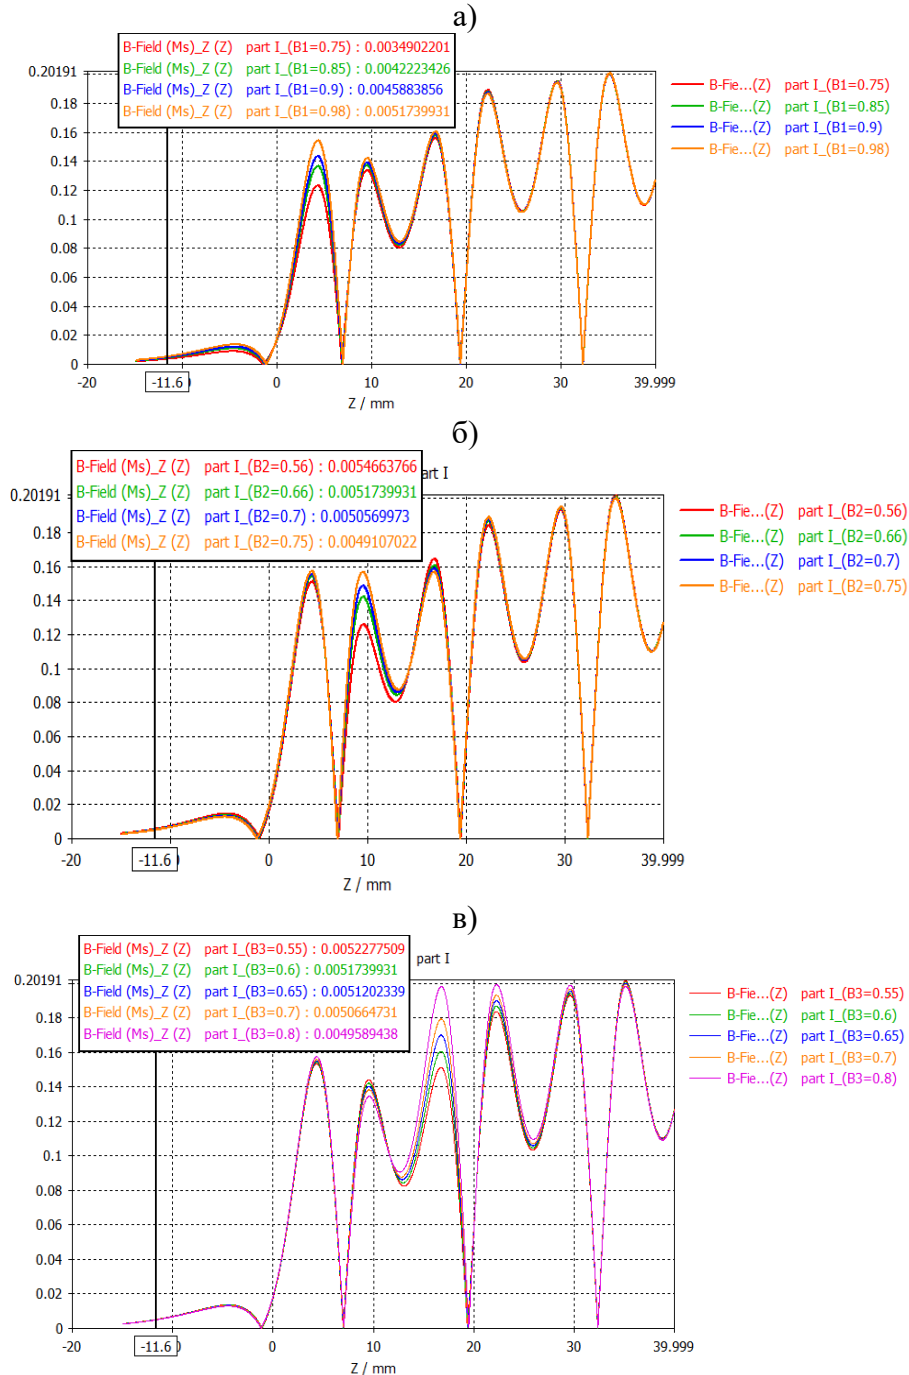 а)
B-Field (Ms)_Z (Z) part I_(B1=0.75) : 0.0034902201
B-Field (Ms)_Z (Z) part I_(B1=0.85) : 0.0042223426
B-Field (Ms)_Z (Z) part I_(B1=0.9) : 0.0045883856
B-Field (Ms)_Z (Z) part I_(B1=0.98) : 0.0051739931
0.20191
0.18
0.16
0.14
0.12
0.1
0.08
0.06
0.04
0.02
0
-20
-11.6
0
10
20
30
39.999
Z / mm
B-Fie...(Z) part I_(B1=0.75)
B-Fie...(Z) part I_(B1=0.85)
B-Fie...(Z) part I_(B1=0.9)
B-Fie...(Z) part I_(B1=0.98)
б)
B-Field (Ms)_Z (Z) part I_(B2=0.56) : 0.0054663766
B-Field (Ms)_Z (Z) part I_(B2=0.66) : 0.0051739931
B-Field (Ms)_Z (Z) part I_(B2=0.7) : 0.0050569973
B-Field (Ms)_Z (Z) part I_(B2=0.75) : 0.0049107022
part I
0.20191
0.18
0.16
0.14
0.12
0.1
0.08
0.06
0.04
0.02
0
-20
-11.6
0
10
20
30
39.999
Z / mm
B-Fie...(Z) part I_(B2=0.56)
B-Fie...(Z) part I_(B2=0.66)
B-Fie...(Z) part I_(B2=0.7)
B-Fie...(Z) part I_(B2=0.75)
в)
B-Field (Ms)_Z (Z) part I_(B3=0.55) : 0.0052277509
B-Field (Ms)_Z (Z) part I_(B3=0.6) : 0.0051739931
B-Field (Ms)_Z (Z) part I_(B3=0.65) : 0.0051202339
B-Field (Ms)_Z (Z) part I_(B3=0.7) : 0.0050664731
B-Field (Ms)_Z (Z) part I_(B3=0.8) : 0.0049589438
part I
0.20191
0.18
0.16
0.14
0.12
0.1
0.08
0.06
0.04
0.02
0
-20
-11.6
0
10
20
30
39.999
Z / mm
B-Fie...(Z) part I_(B3=0.55)
B-Fie...(Z) part I_(B3=0.6)
B-Fie...(Z) part I_(B3=0.65)
B-Fie...(Z) part I_(B3=0.7)
B-Fie...(Z) part I_(B3=0.8)